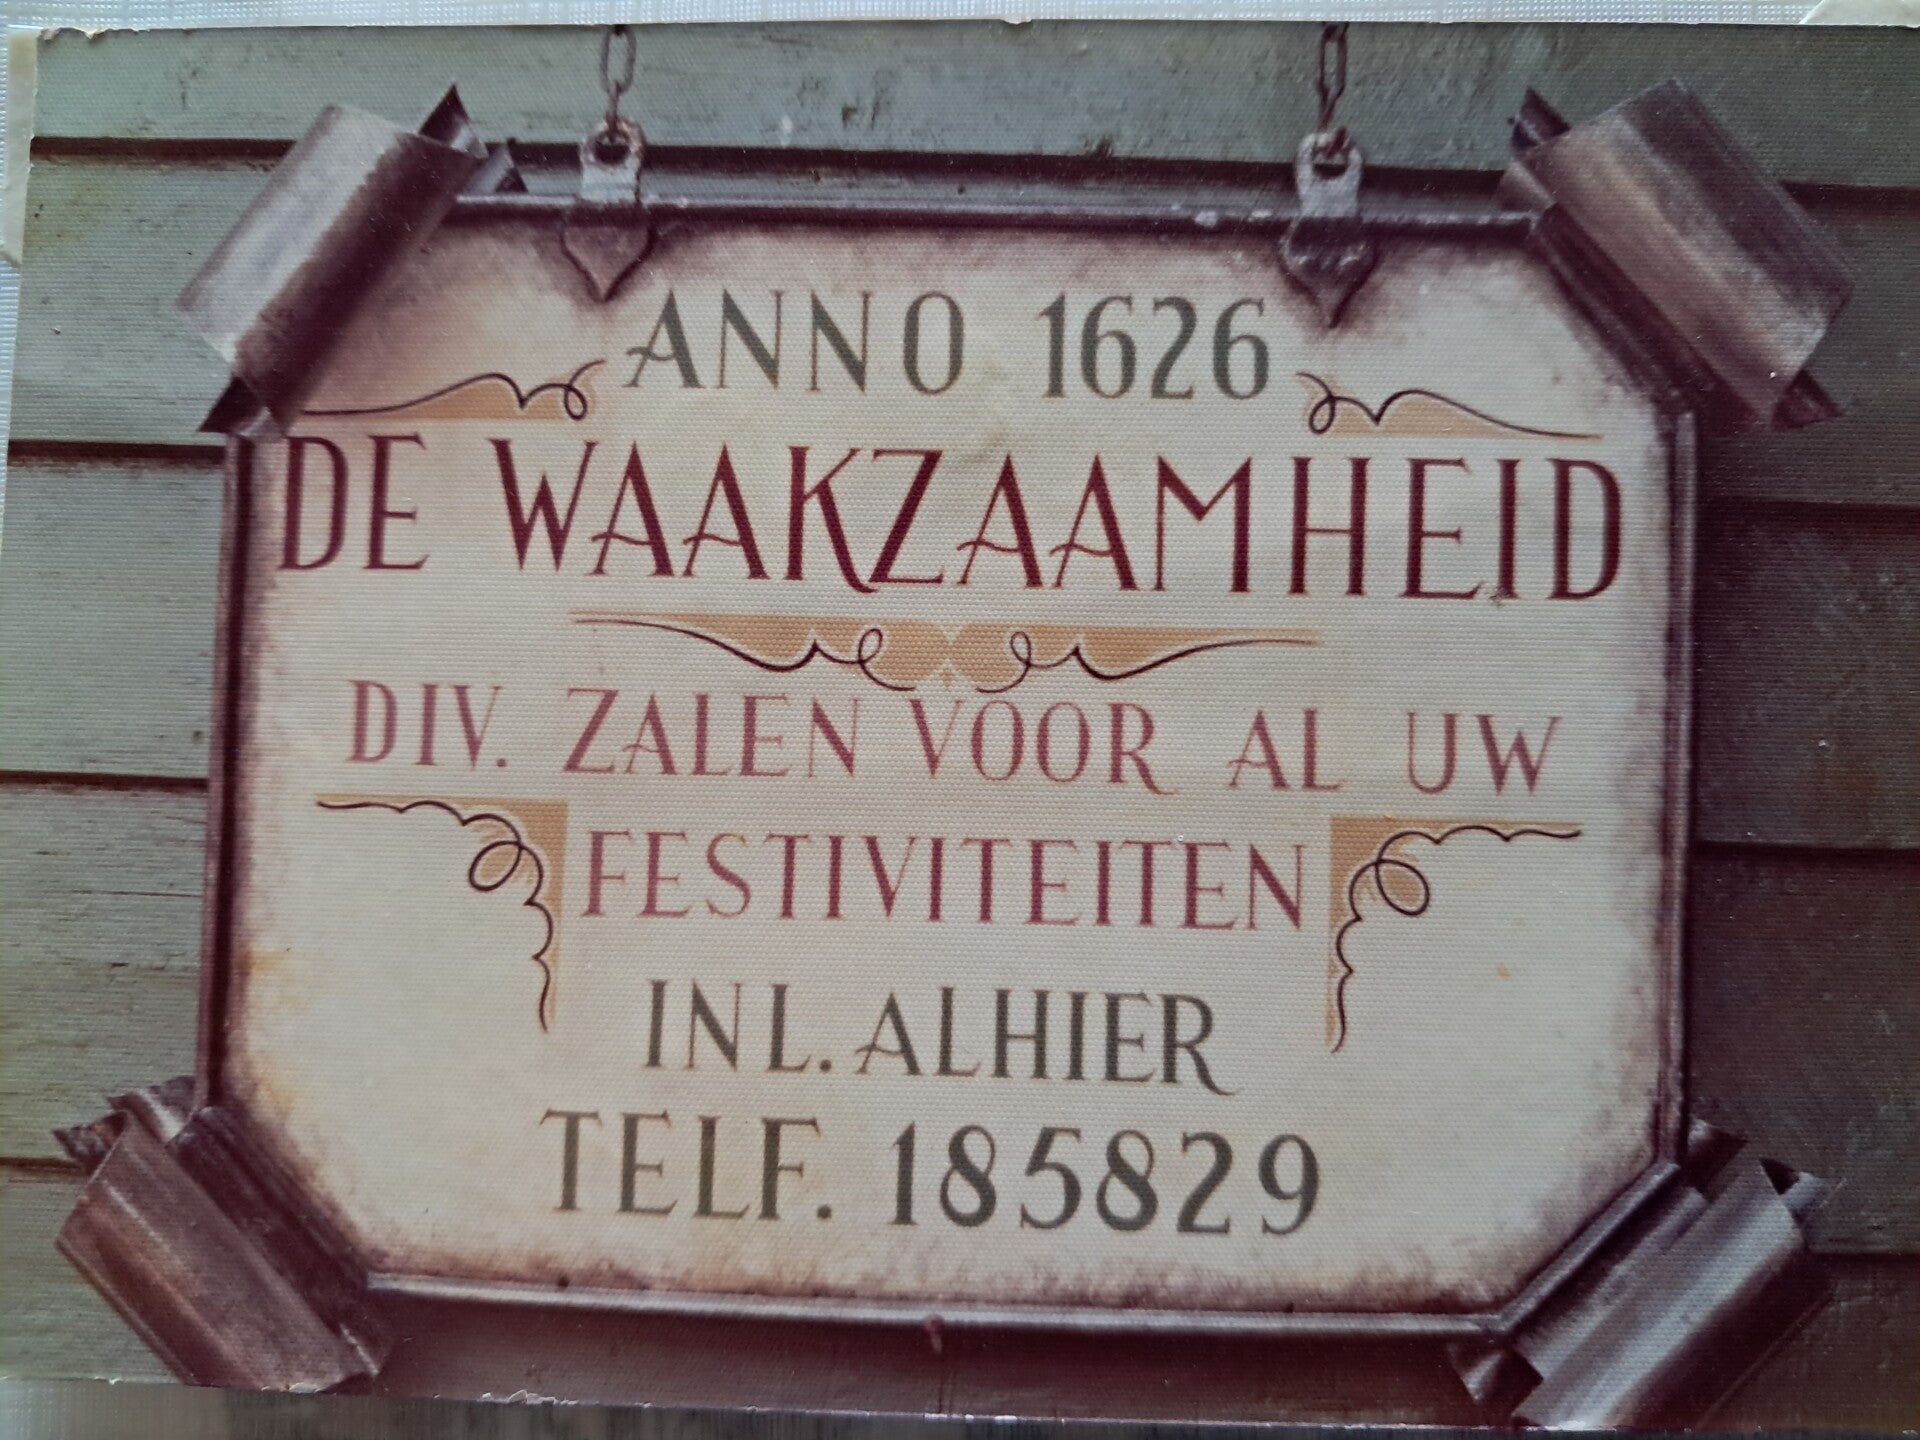 ANNO 1626
DE WAAKZAAMHEID
DIV. ZALEN VOOR AL UW
FESTIVITEITEN
INL. ALHIER
TELF. 185829